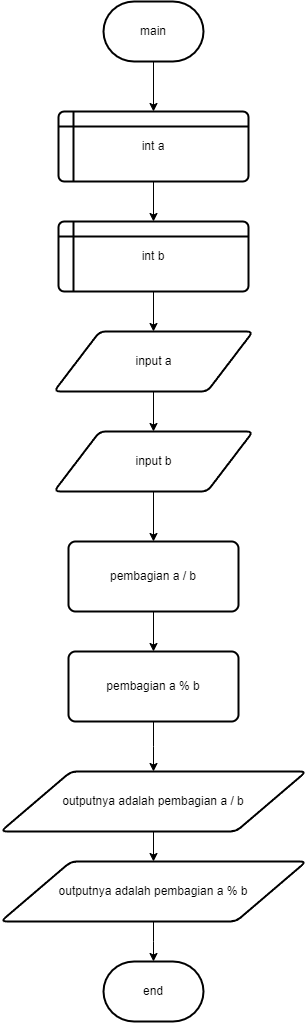 main
int a
int b
input a
input b
pembagian a / b
pembagian a % b
outputnya adalah pembagian a / b
outputnya adalah pembagian a % b
end